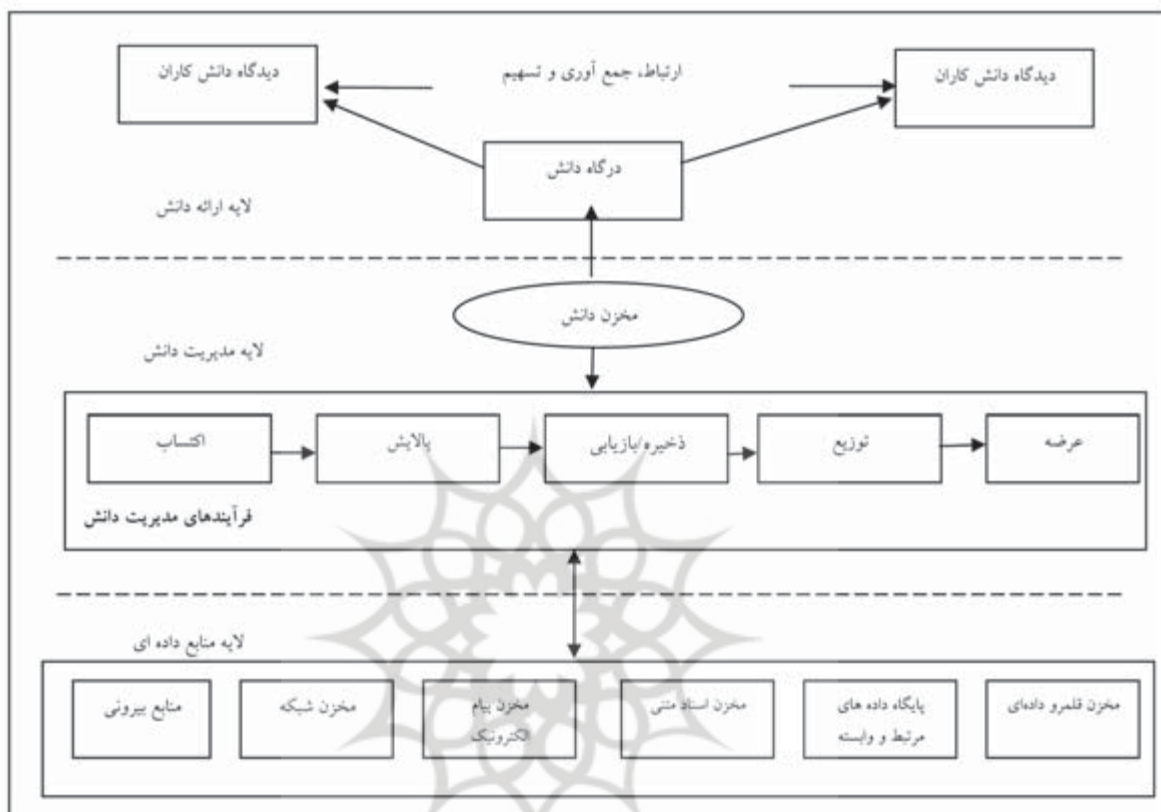 دیدگاه دانش کاران
ارتباط، جمع آوری و تسهیم
دیدگاه دانش کاران
درگاه دانش
لایه ارائه دانش
مخزن دانش
لایه مدیریت دانش
اکتساب
پالایش
ذخیره/بازیابی
توزیع
عرضه
فرآیندهای مدیریت دانش
لایه منابع داده ای
مخزن قلمرو داده‌ای
پایگاه داده های
مرتبط و وابسته
مخزن اسناد متنی
مخزن پیام
الکترونیک
مخزن شبکه
منابع بیرونی